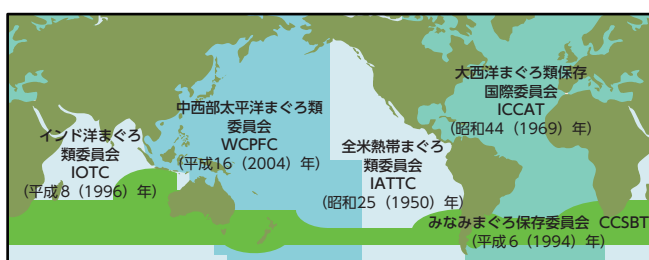 インド洋まぐろ
類委員会
IOTC
(平成8(1996)年)
中西部太平洋まぐろ類
委員会
WCPFC
(平成16(2004)年)
全米熱帯まぐろ
類委員会
IATTC
(昭和25(1950)年)
大西洋まぐろ類保存
国際委員会
ICCAT
(昭和44(1969)年)
みなみまぐろ保存委員会 CCSBT
(平成6(1994)年)